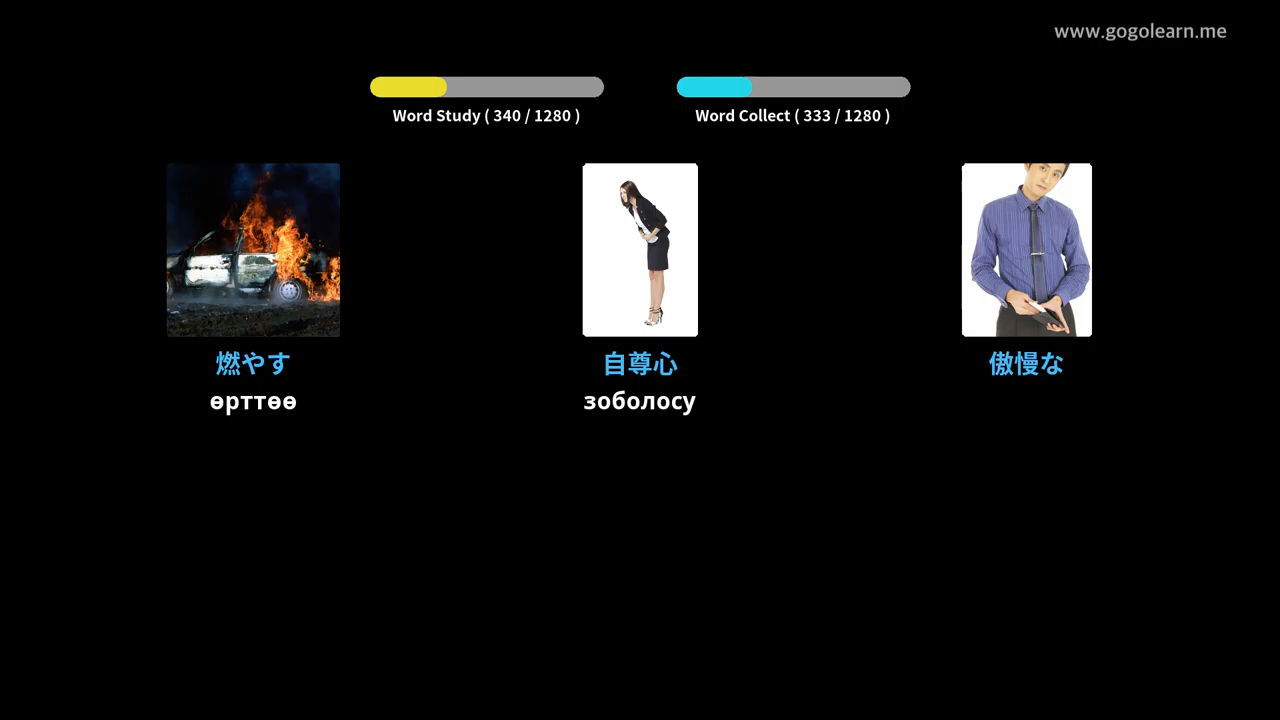 www.gogolearn.me
Word Study ( 340 / 1280 )
Word Collect ( 333 / 1280 )
燃やす
自尊心
傲慢な
өрттөө
зоболосу